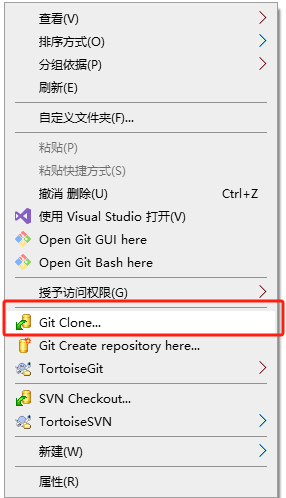 查看(V)
排序方式(O)
分组依据(P)
刷新(E)
自定义文件夹(F)...
粘贴(P)
粘贴快捷方式(S)
撤消 删除(U) Ctrl+Z
使用 Visual Studio 打开(V)
Open Git GUI here
Open Git Bash here
授予访问权限(G)
Git Clone...
Git Create repository here...
TortoiseGit
SVN Checkout...
TortoiseSVN
新建(W)
属性(R)